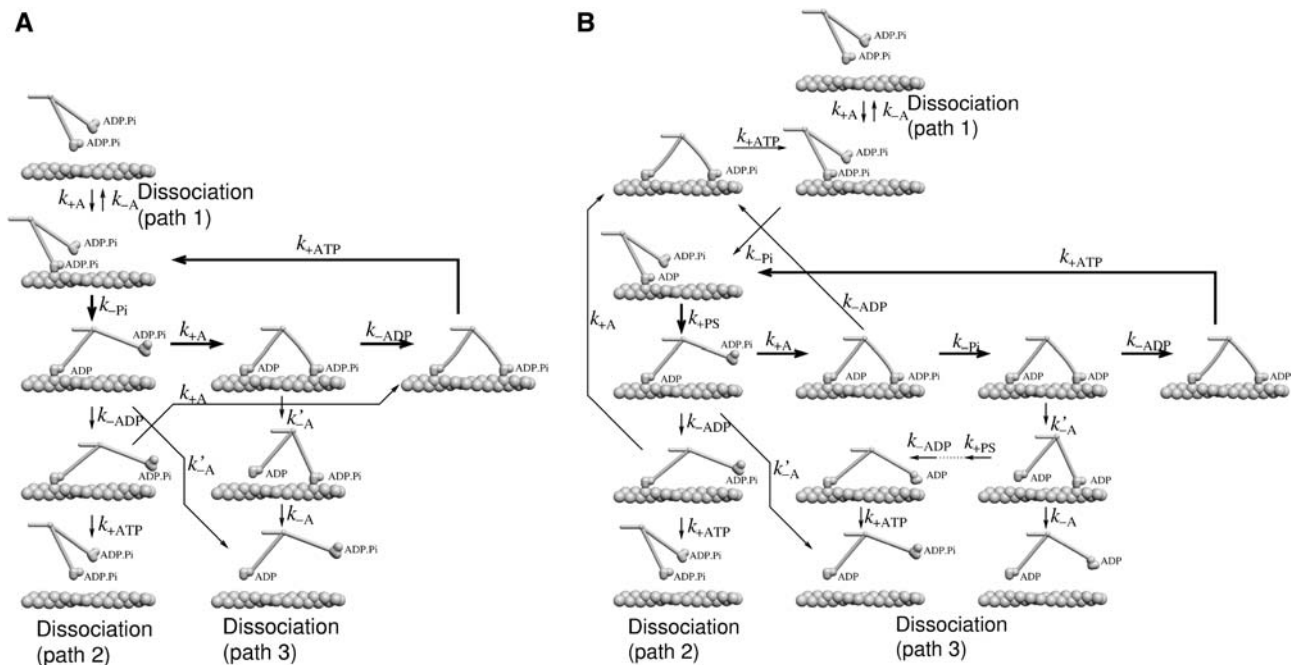 A
ADP.Pi
ADP.Pi
k+A
k−A
Dissociation
(path 1)
ADP.Pi
ADP.Pi
k+ATP
k−Pi
ADP.Pi
ADP
k+A
ADP
ADP.Pi
k−ADP
ADP.Pi
k+A
k−ADP
k'−A
k'−A
ADP.Pi
ADP
ADP
k+ATP
k−A
ADP.Pi
ADP.Pi
ADP.Pi
ADP
Dissociation
(path 2)
Dissociation
(path 3)
B
ADP.Pi
ADP.Pi
k+A
k−A
Dissociation
(path 1)
k+ATP
ADP.Pi
ADP.Pi
ADP.Pi
k−Pi
ADP.Pi
ADP
k+ATP
k−ADP
k+A
k+PS
ADP.Pi
ADP
k+A
ADP
ADP.Pi
k−Pi
ADP
ADP
k−ADP
ADP
k−ADP
k'−A
k'−A
ADP.Pi
k−ADP
k+PS
ADP
ADP
ADP
k+ATP
k+ATP
k−A
ADP.Pi
ADP.Pi
ADP.Pi
ADP
ADP
ADP
Dissociation
(path 2)
Dissociation
(path 3)